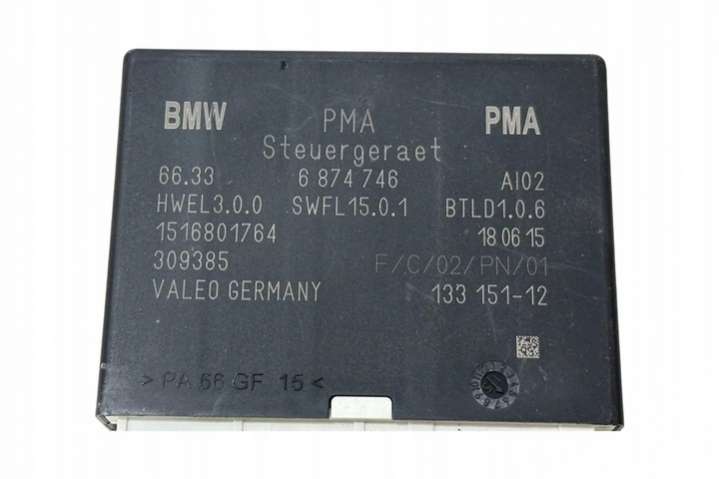 BMW PMA PMA
Steuergeraet
66.33 6 874 746 AI02
HWEL3.0.0 SWFL15.0.1 BTLD1.0.6
1516801764 18 06 15
309385 F/C/02/PN/01
VALEO GERMANY 133 151-12
> PA 66 GF 15 <